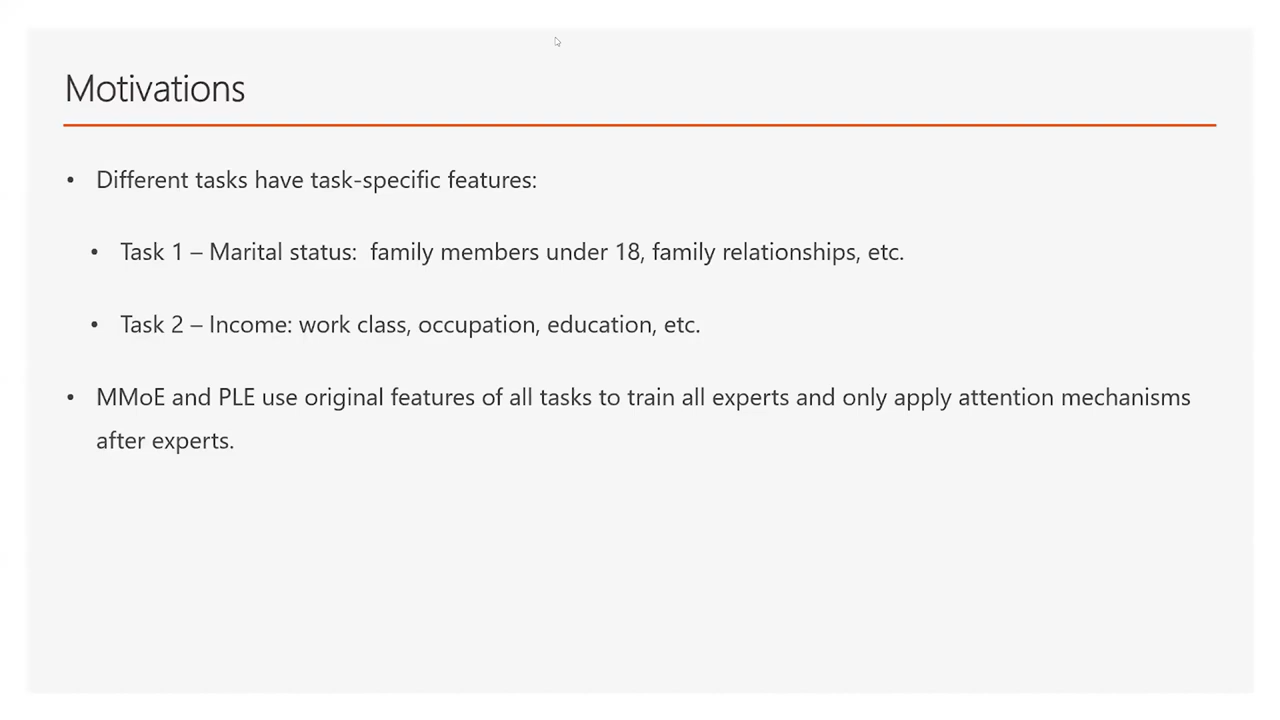 Motivations
• Different tasks have task-specific features:
• Task 1 – Marital status:  family members under 18, family relationships, etc.
• Task 2 – Income: work class, occupation, education, etc.
• MMoE and PLE use original features of all tasks to train all experts and only apply attention mechanisms
after experts.